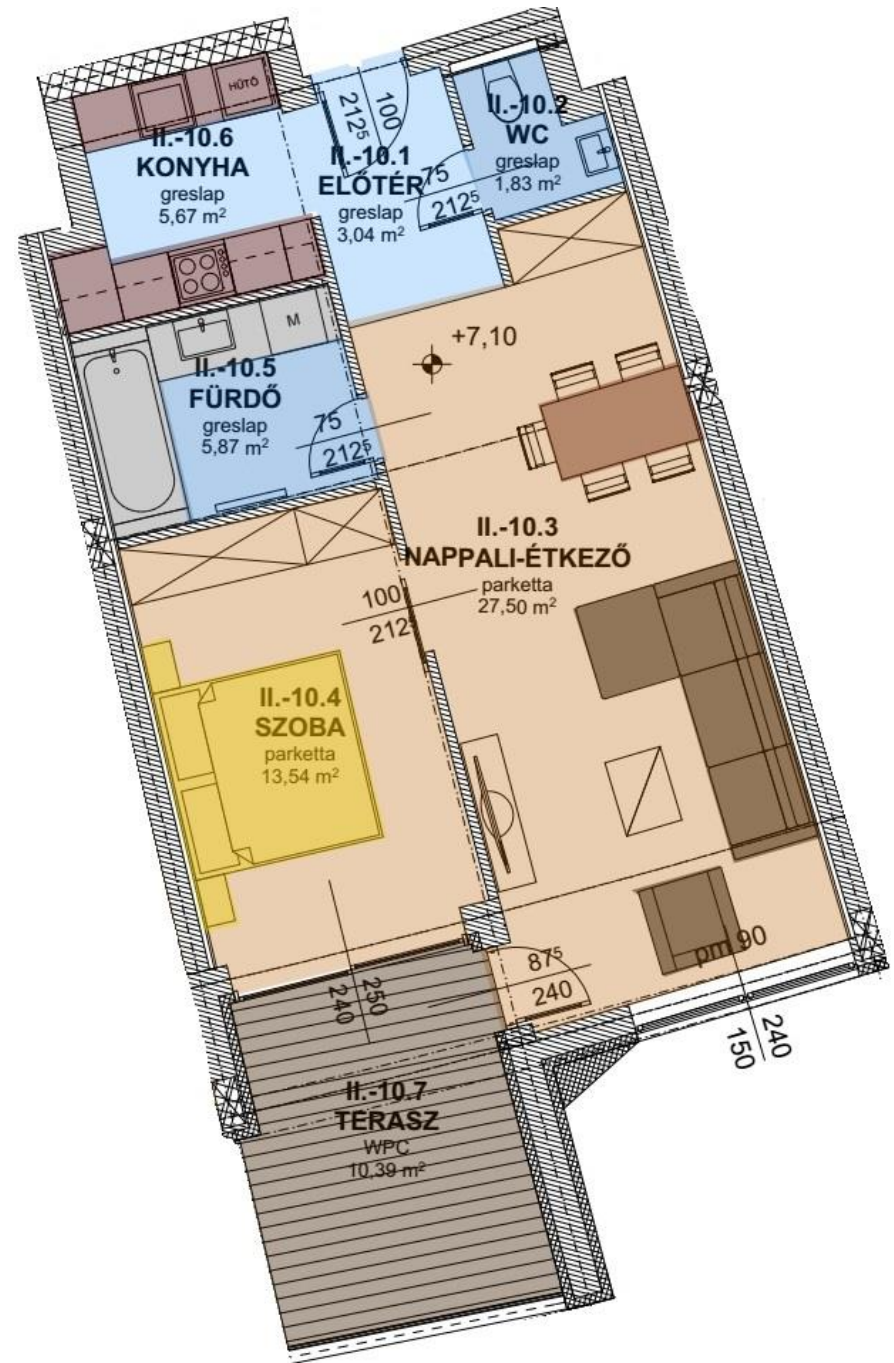 HŰTŐ
II.-10.6
KONYHA
greslap
5,67 m²
100
212⁵
II.-10.1
ELŐTÉR
greslap
3,04 m²
II.-10.2
WC
greslap
1,83 m²
75
212⁵
M
+7,10
II.-10.5
FÜRDŐ
greslap
5,87 m²
75
212⁵
II.-10.3
NAPPALI-ÉTKEZŐ
parketta
27,50 m²
100
212⁵
II.-10.4
SZOBA
parketta
13,54 m²
pm 90
87⁵
240
250
240
240
150
II.-10.7
TERASZ
WPC
10,39 m²